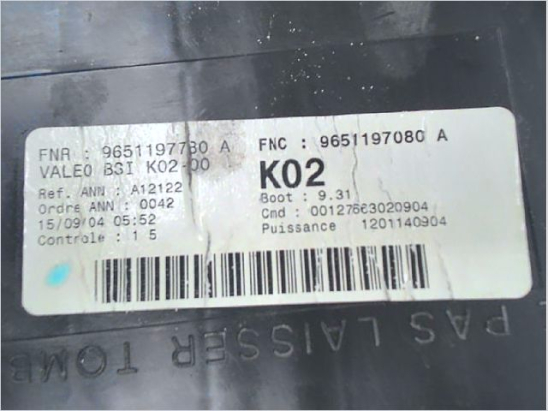 FNR : 9651197780 A FNC : 9651197080 A
VALEO BSI K02-00 K02
Ref. ANN : A12122 Boot : 9.31
Ordre ANN : 0042 Cmd : 00127663020904
15/09/04 05:52 Puissance 1201140904
Controle : 1 5
PAS LAISSER TOMB